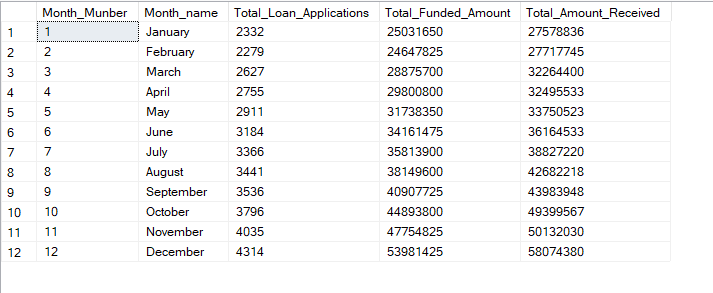 Month_Munber Month_name Total_Loan_Applications Total_Funded_Amount Total_Amount_Received
1 1 January 2332 25031650 27578836
2 2 February 2279 24647825 27717745
3 3 March 2627 28875700 32264400
4 4 April 2755 29800800 32495533
5 5 May 2911 31738350 33750523
6 6 June 3184 34161475 36164533
7 7 July 3366 35813900 38827220
8 8 August 3441 38149600 42682218
9 9 September 3536 40907725 43983948
10 10 October 3796 44893800 49399567
11 11 November 4035 47754825 50132030
12 12 December 4314 53981425 58074380